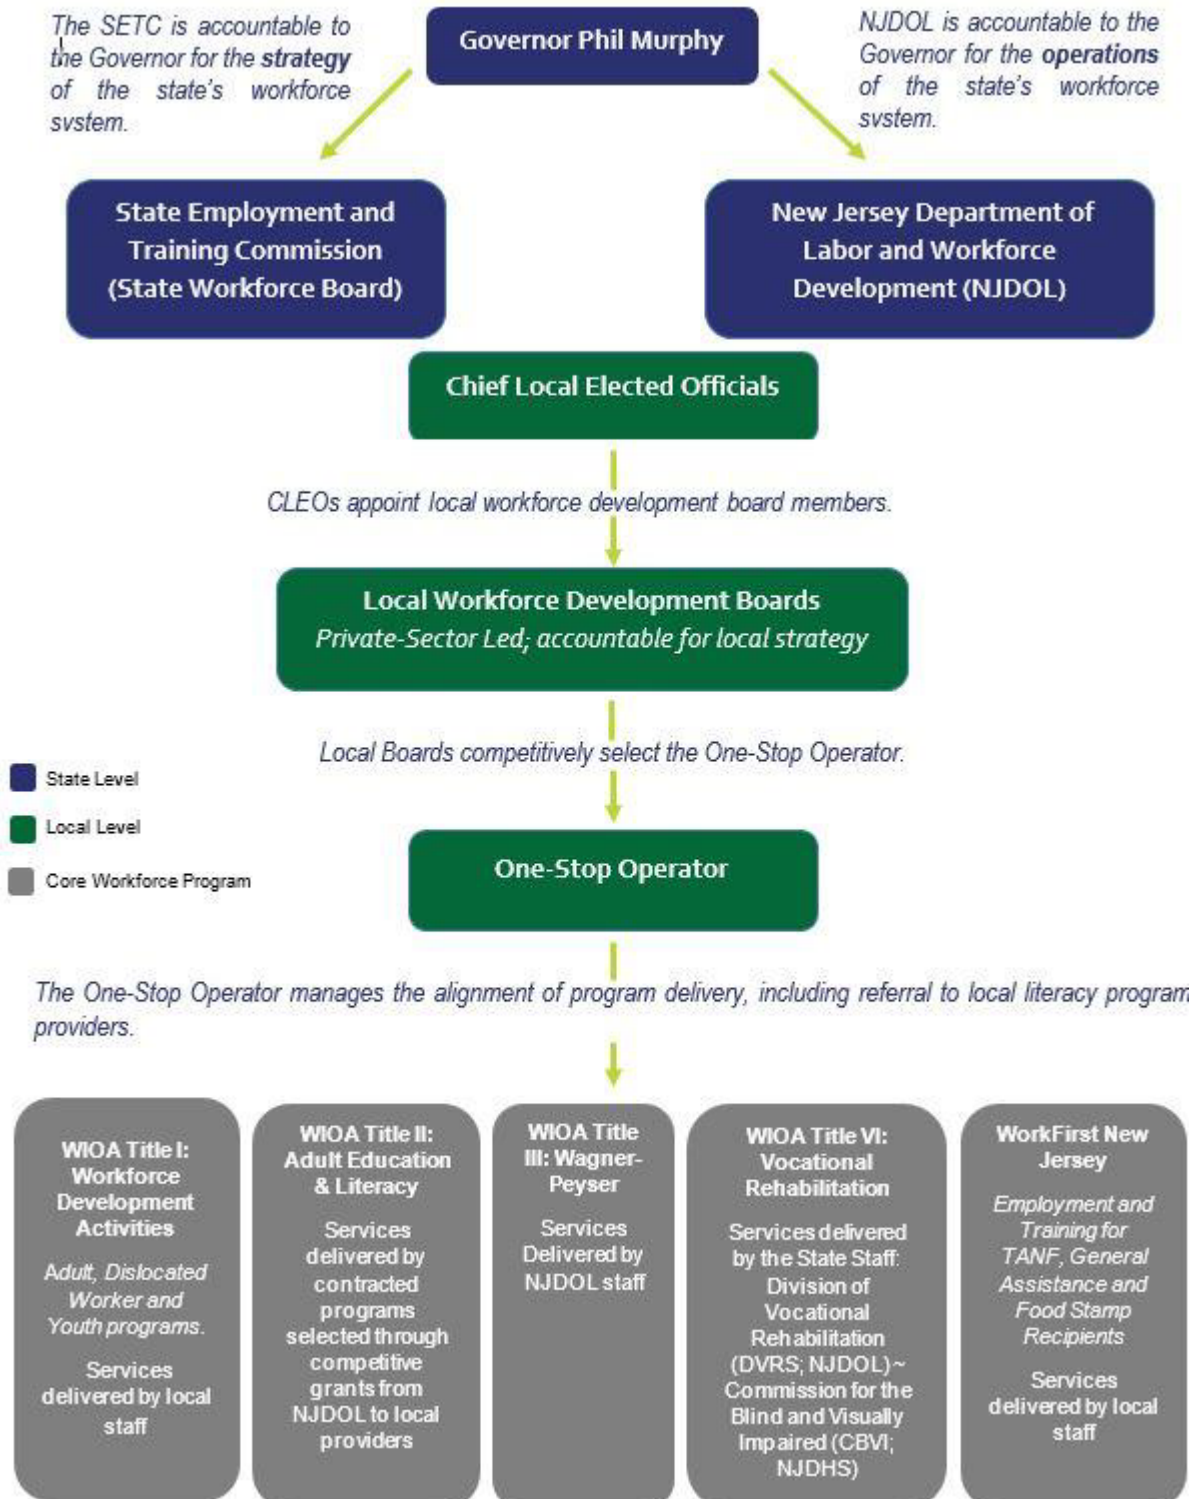 The SETC is accountable to
the Governor for the strategy
of the state's workforce
system.
Governor Phil Murphy
NJDOL is accountable to the
Governor for the operations
of the state's workforce
system.
State Employment and
Training Commission
(State Workforce Board)
New Jersey Department of
Labor and Workforce
Development (NJDOL)
Chief Local Elected Officials
CLEOs appoint local workforce development board members.
Local Workforce Development Boards
Private-Sector Led; accountable for local strategy
Local Boards competitively select the One-Stop Operator.
State Level
Local Level
Core Workforce Program
One-Stop Operator
The One-Stop Operator manages the alignment of program delivery, including referral to local literacy program
providers.
WIOA Title I:
Workforce
Development
Activities
Adult, Dislocated
Worker and
Youth programs.
Services
delivered by local
staff
WIOA Title II:
Adult Education
& Literacy
Services
delivered by
contracted
programs
selected through
competitive
grants from
NJDOL to local
providers
WIOA Title
III: Wagner-
Peyser
Services
Delivered by
NJDOL staff
WIOA Title VI:
Vocational
Rehabilitation
Services delivered
by the State Staff:
Division of
Vocational
Rehabilitation
(DVRS; NJDOL)~
Commission for the
Blind and Visually
Impaired (CBVI;
NJDHS)
WorkFirst New
Jersey
Employment and
Training for
TANF, General
Assistance and
Food Stamp
Recipients
Services
delivered by local
staff